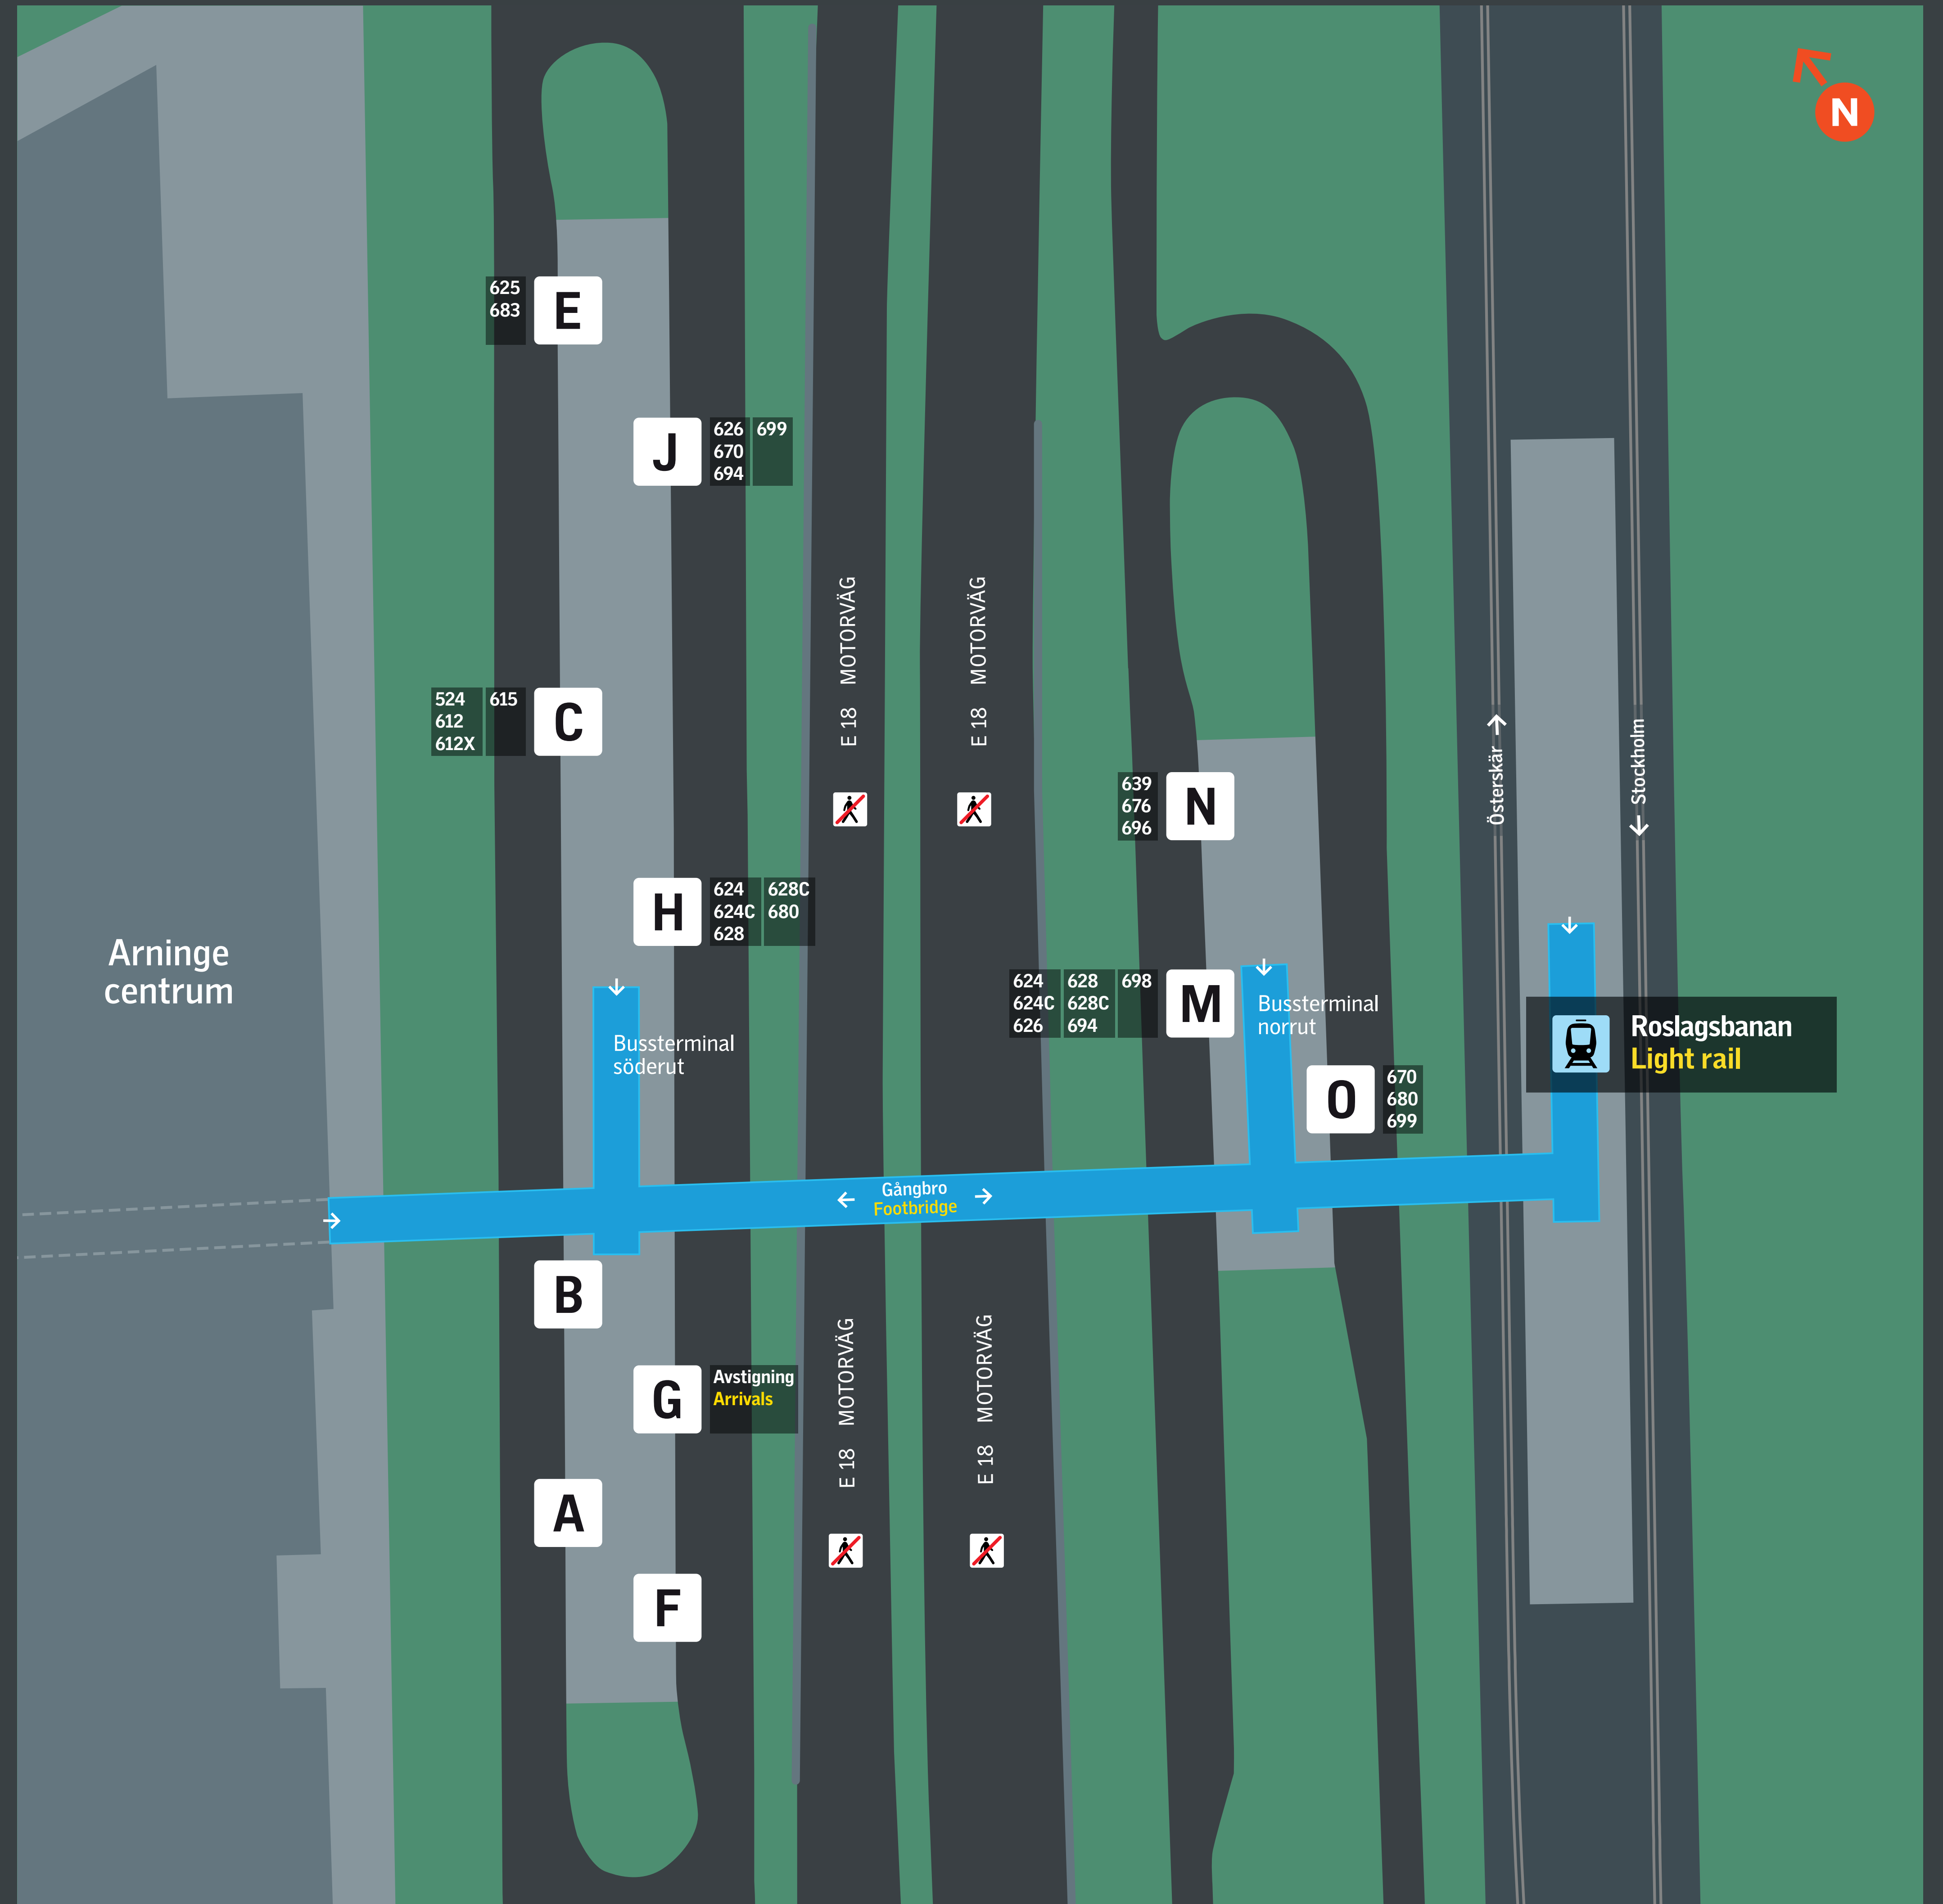 N
E
625
683
J
626
670
694
699
C
524
612
612X
615
E 18 MOTORVÄG
E 18 MOTORVÄG
Österskär
Stockholm
N
639
676
696
H
624
624C
628
628C
680
Arninge
centrum
M
624
624C
626
628
628C
694
698
Bussterminal
norrut
Bussterminal
söderut
Roslagsbanan
Light rail
O
670
680
699
Gångbro
Footbridge
B
G
Avstigning
Arrivals
E 18 MOTORVÄG
E 18 MOTORVÄG
A
F